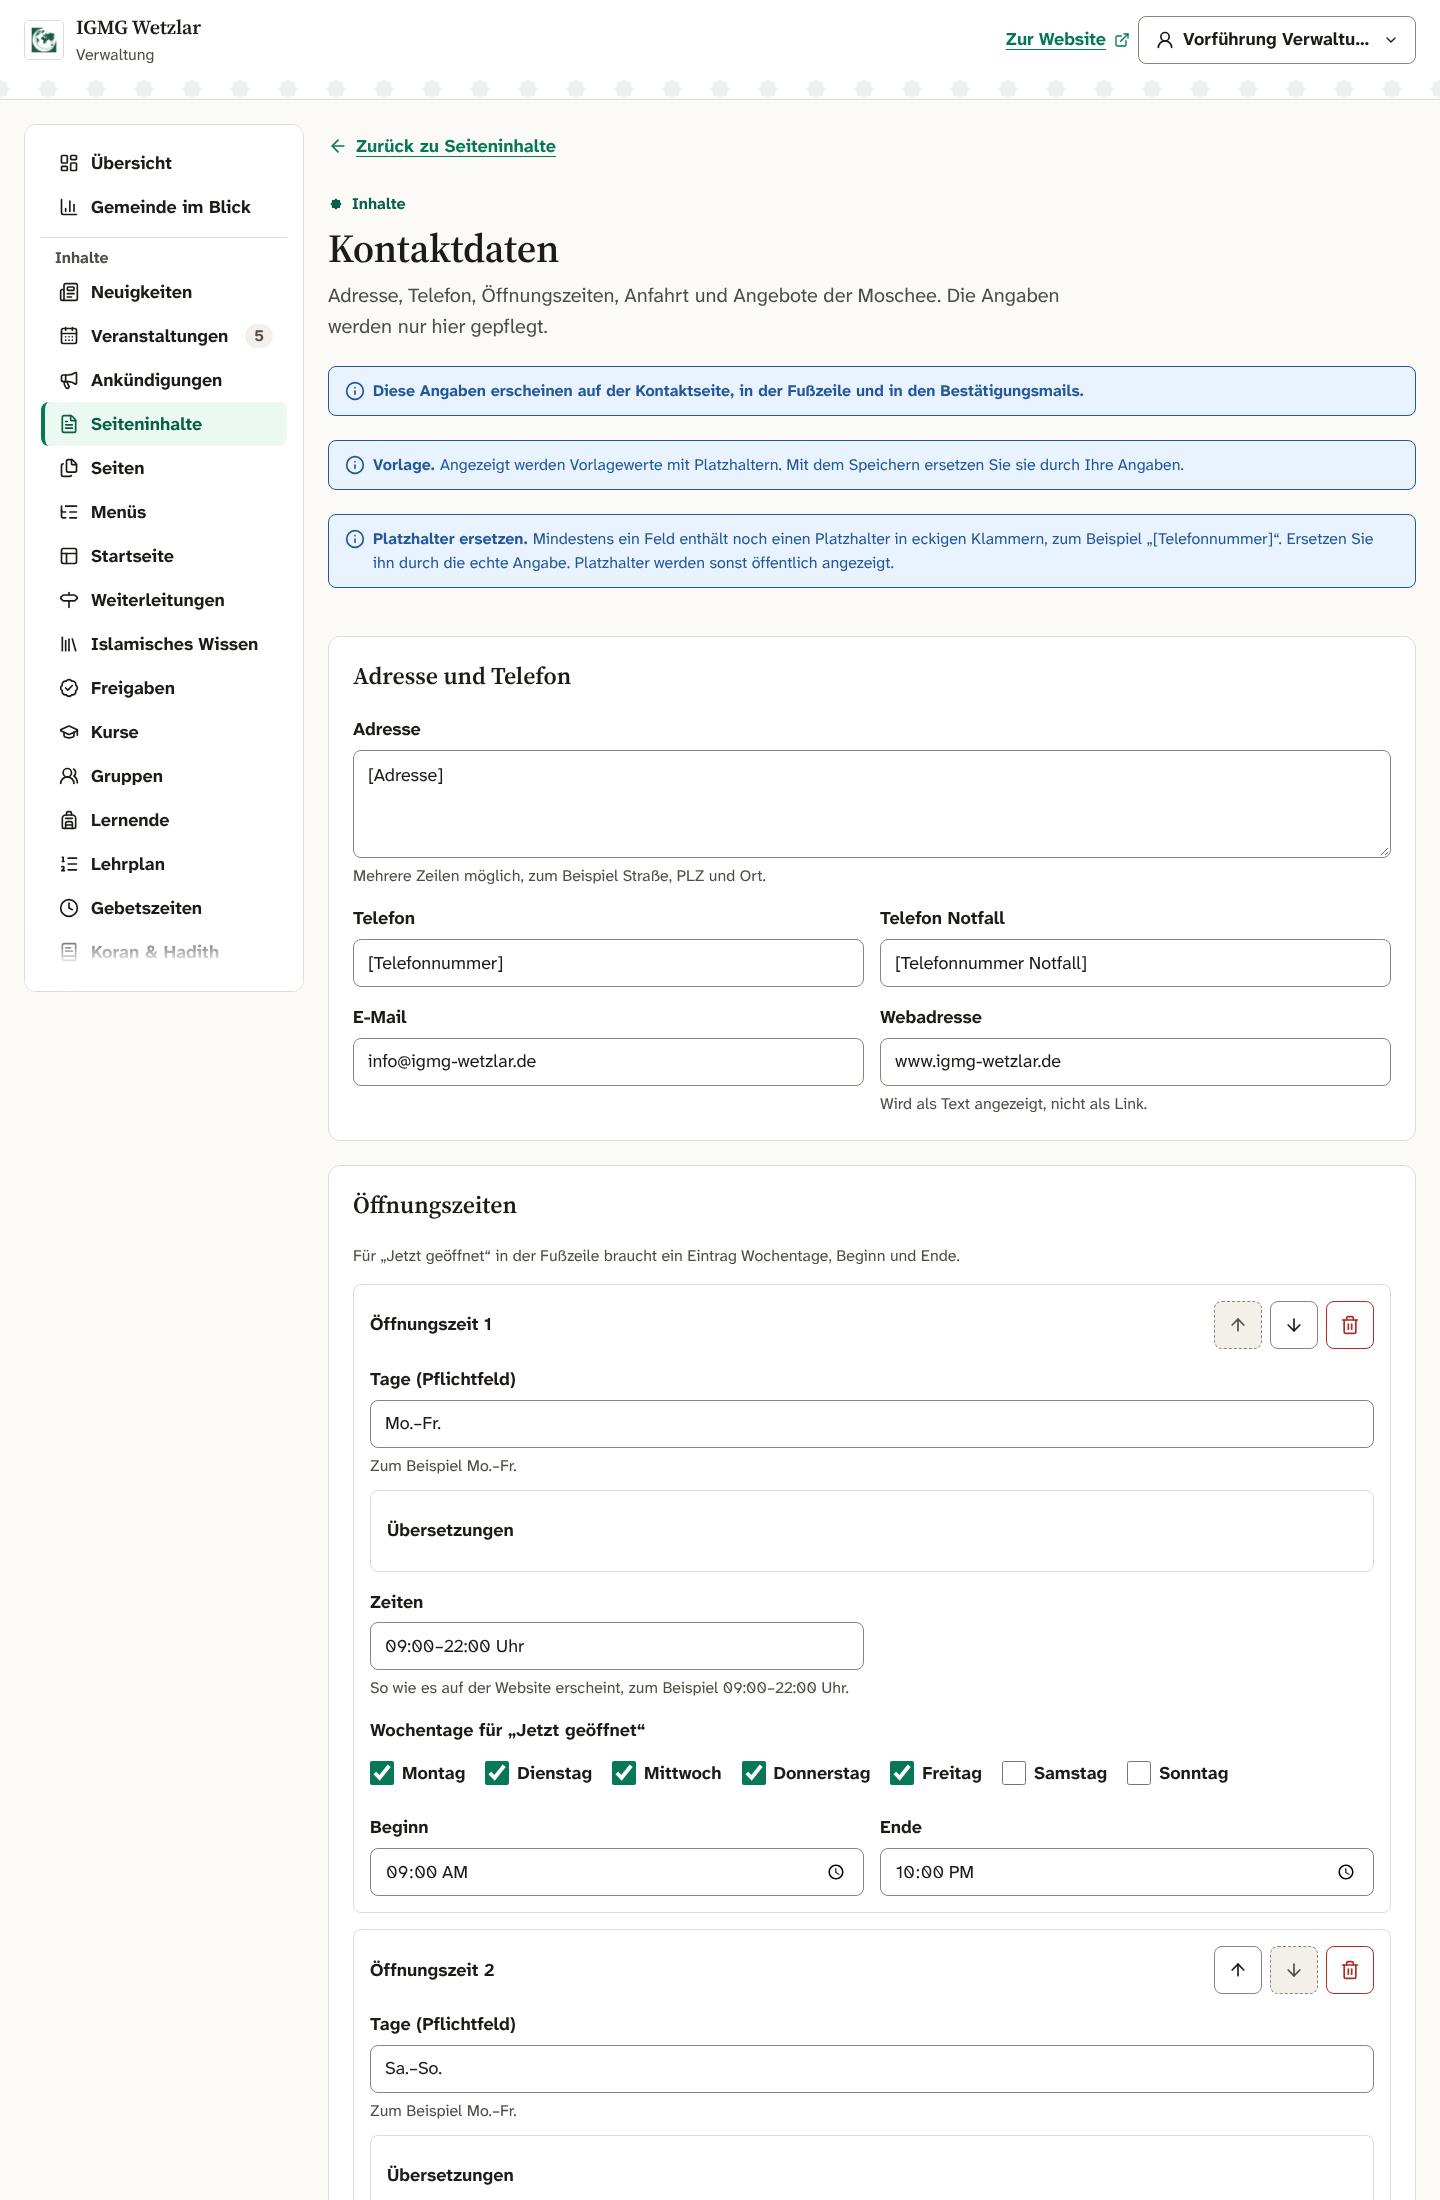 IGMG Wetzlar
Verwaltung
Zur Website
Vorführung Verwaltu...
Übersicht
Gemeinde im Blick
Inhalte
Neuigkeiten
Veranstaltungen 5
Ankündigungen
Seiteninhalte
Seiten
Menüs
Startseite
Weiterleitungen
Islamisches Wissen
Freigaben
Kurse
Gruppen
Lernende
Lehrplan
Gebetszeiten
Koran & Hadith
Zurück zu Seiteninhalte
Inhalte
Kontaktdaten
Adresse, Telefon, Öffnungszeiten, Anfahrt und Angebote der Moschee. Die Angaben
werden nur hier gepflegt.
Diese Angaben erscheinen auf der Kontaktseite, in der Fußzeile und in den Bestätigungsmails.
Vorlage. Angezeigt werden Vorlagewerte mit Platzhaltern. Mit dem Speichern ersetzen Sie sie durch Ihre Angaben.
Platzhalter ersetzen. Mindestens ein Feld enthält noch einen Platzhalter in eckigen Klammern, zum Beispiel „[Telefonnummer]“. Ersetzen Sie
ihn durch die echte Angabe. Platzhalter werden sonst öffentlich angezeigt.
Adresse und Telefon
Adresse
[Adresse]
Mehrere Zeilen möglich, zum Beispiel Straße, PLZ und Ort.
Telefon
[Telefonnummer]
Telefon Notfall
[Telefonnummer Notfall]
E-Mail
info@igmg-wetzlar.de
Webadresse
www.igmg-wetzlar.de
Wird als Text angezeigt, nicht als Link.
Öffnungszeiten
Für „Jetzt geöffnet“ in der Fußzeile braucht ein Eintrag Wochentage, Beginn und Ende.
Öffnungszeit 1
Tage (Pflichtfeld)
Mo.–Fr.
Zum Beispiel Mo.–Fr.
Übersetzungen
Zeiten
09:00–22:00 Uhr
So wie es auf der Website erscheint, zum Beispiel 09:00–22:00 Uhr.
Wochentage für „Jetzt geöffnet“
Montag Dienstag Mittwoch Donnerstag Freitag Samstag Sonntag
Beginn
09:00 AM
Ende
10:00 PM
Öffnungszeit 2
Tage (Pflichtfeld)
Sa.–So.
Zum Beispiel Mo.–Fr.
Übersetzungen